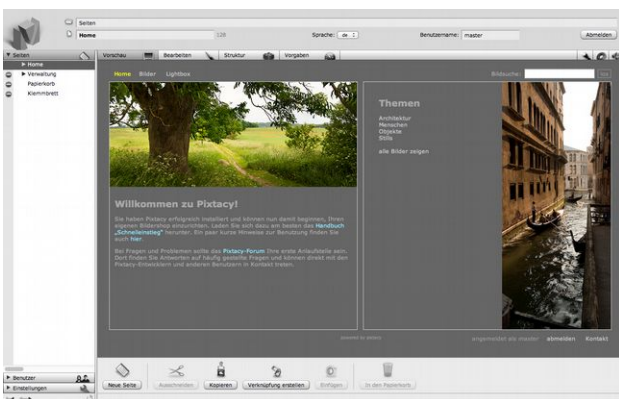 Seiten
Home 128 Sprache: de Benutzername: master Abmelden
Seiten Vorschau Bearbeiten Struktur Vorgaben
Home
Verwaltung
Papierkorb
Klemmbrett
Home Bilder Lightbox Bildsuche:
Themen
Architektur
Menschen
Objekte
Stills
alle Bilder zeigen
Willkommen zu Pixtacy!
Sie haben Pixtacy erfolgreich installiert und können nun damit beginnen, Ihren
eigenen Bildershop einzurichten. Laden Sie sich dazu am besten das Handbuch
„Schnelleinstieg“ herunter. Ein paar kurze Hinweise zur Benutzung finden Sie
auch hier.
Bei Fragen und Problemen sollte das Pixtacy-Forum Ihre erste Anlaufstelle sein.
Dort finden Sie Antworten auf häufig gestellte Fragen und können direkt mit den
Pixtacy-Entwicklern und anderen Benutzern in Kontakt treten.
powered by pixtacy angemeldet als master abmelden Kontakt
Benutzer
Einstellungen
Neue Seite Ausschneiden Kopieren Verknüpfung erstellen Einfügen In den Papierkorb